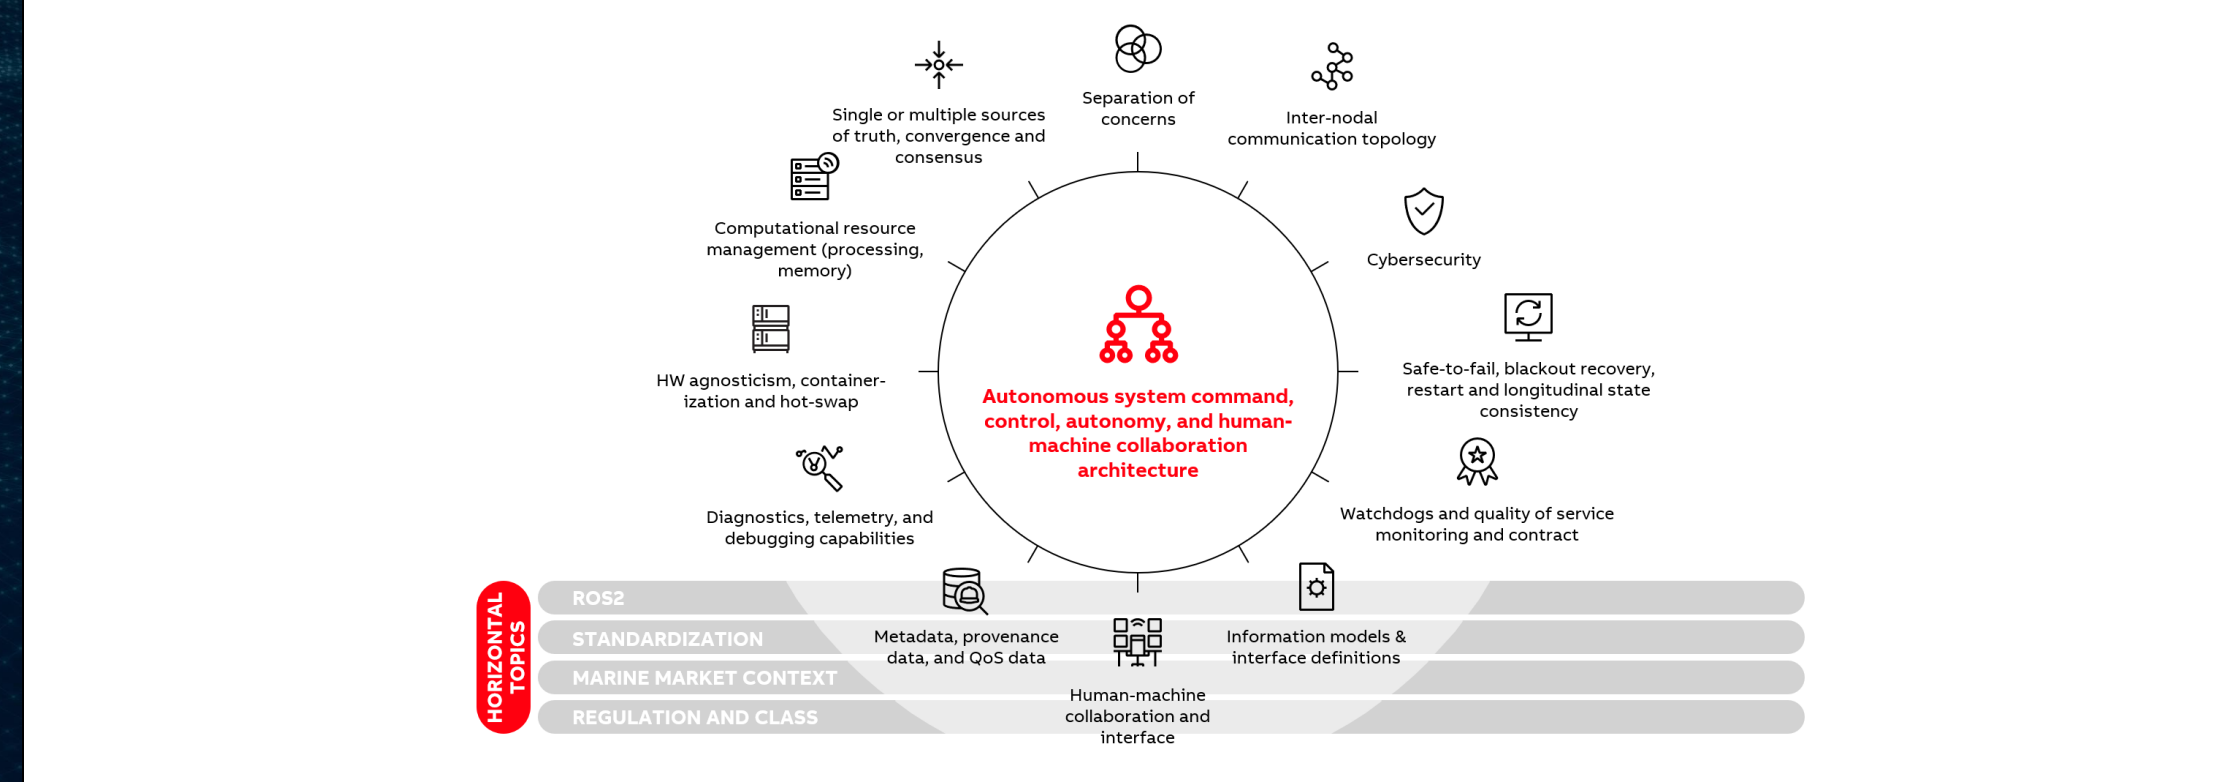 Separation of
concerns
Single or multiple sources
of truth, convergence and
consensus
Inter-nodal
communication topology
Computational resource
management (processing,
memory)
Cybersecurity
HW agnosticism, container-
ization and hot-swap
Safe-to-fail, blackout recovery,
restart and longitudinal state
consistency
Autonomous system command,
control, autonomy, and human-
machine collaboration
architecture
Diagnostics, telemetry, and
debugging capabilities
Watchdogs and quality of service
monitoring and contract
Metadata, provenance
data, and QoS data
Information models &
interface definitions
Human-machine
collaboration and
interface
HORIZONTAL
TOPICS
ROS2
STANDARDIZATION
MARINE MARKET CONTEXT
REGULATION AND CLASS